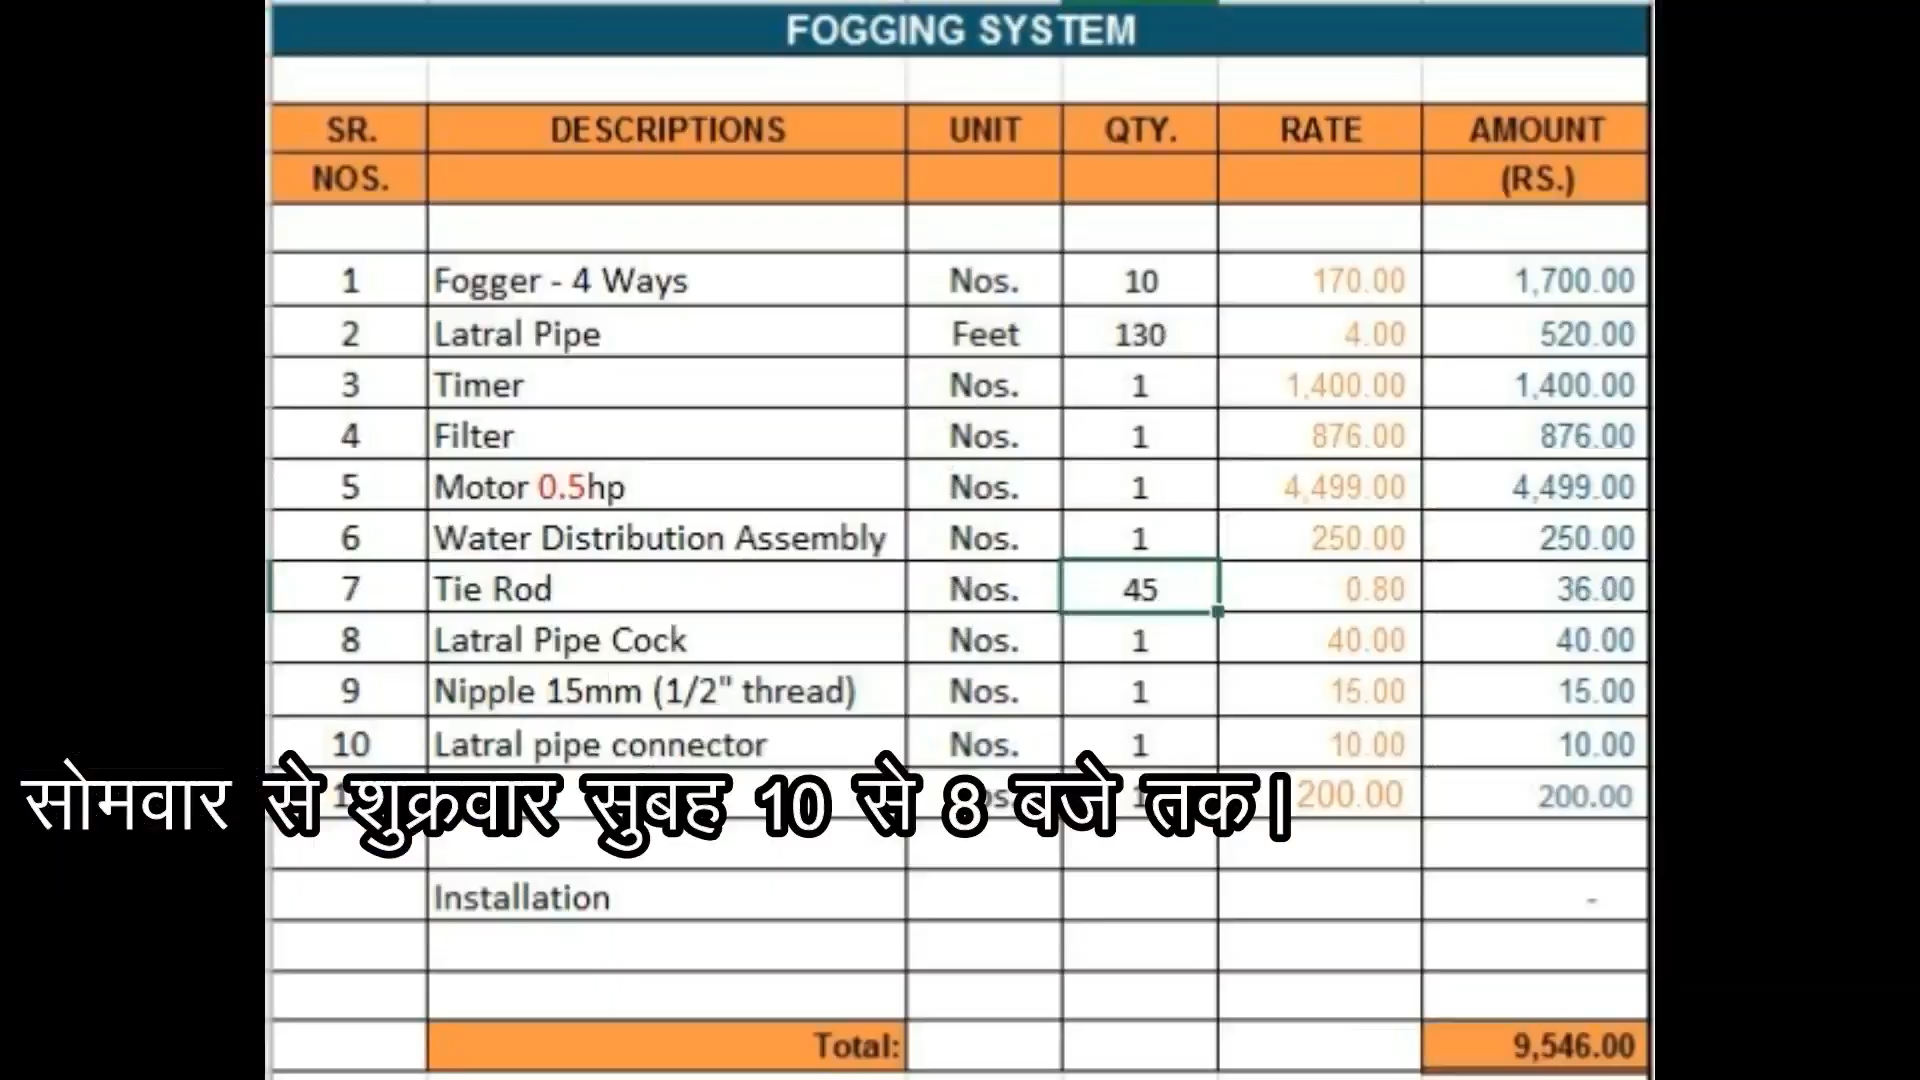 FOGGING SYSTEM
SR. DESCRIPTIONS UNIT QTY. RATE AMOUNT
NOS. (RS.)
1 Fogger - 4 Ways Nos. 10 170.00 1,700.00
2 Latral Pipe Feet 130 4.00 520.00
3 Timer Nos. 1 1,400.00 1,400.00
4 Filter Nos. 1 876.00 876.00
5 Motor 0.5hp Nos. 1 4,499.00 4,499.00
6 Water Distribution Assembly Nos. 1 250.00 250.00
7 Tie Rod Nos. 45 0.80 36.00
8 Latral Pipe Cock Nos. 1 40.00 40.00
9 Nipple 15mm (1/2" thread) Nos. 1 15.00 15.00
10 Latral pipe connector Nos. 1 10.00 10.00
200.00 200.00
सोमवार से शुक्रवार सुबह 10 से 8 बजे तक।
Installation -
Total: 9,546.00